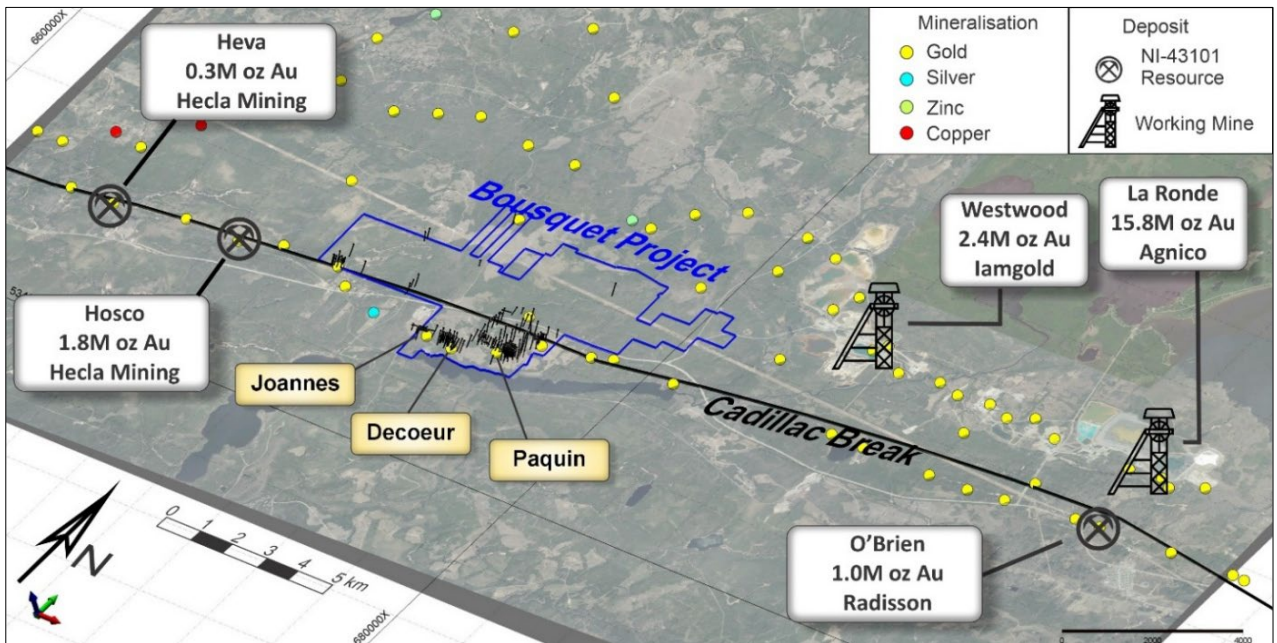 660000X
Heva
0.3M oz Au
Hecla Mining
Mineralisation
Gold
Silver
Zinc
Copper
Deposit
NI-43101
Resource
Working Mine
Bousquet Project
Westwood
2.4M oz Au
Iamgold
La Ronde
15.8M oz Au
Agnico
Hosco
1.8M oz Au
Hecla Mining
Joannes
Decoeur
Paquin
Cadillac Break
O'Brien
1.0M oz Au
Radisson
N
0 1 2 3 4 5 km
680000X
0 2000 4000